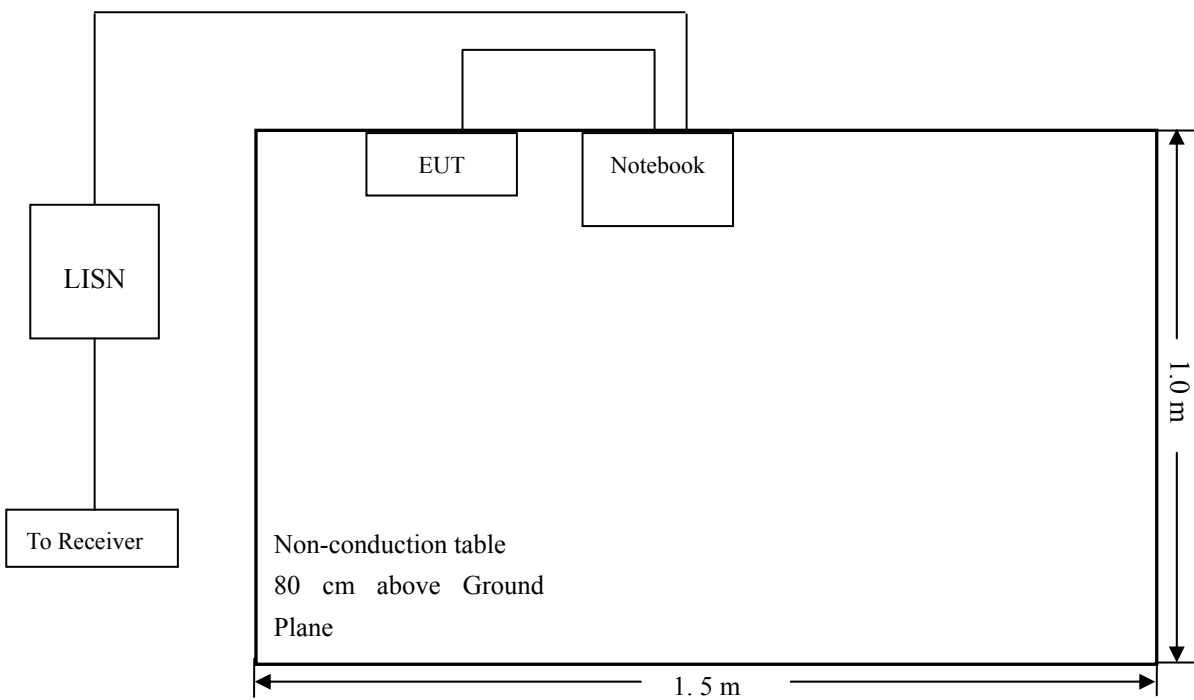 EUT
Notebook
LISN
1.0 m
To Receiver
Non-conduction table
80 cm above Ground
Plane
1. 5 m